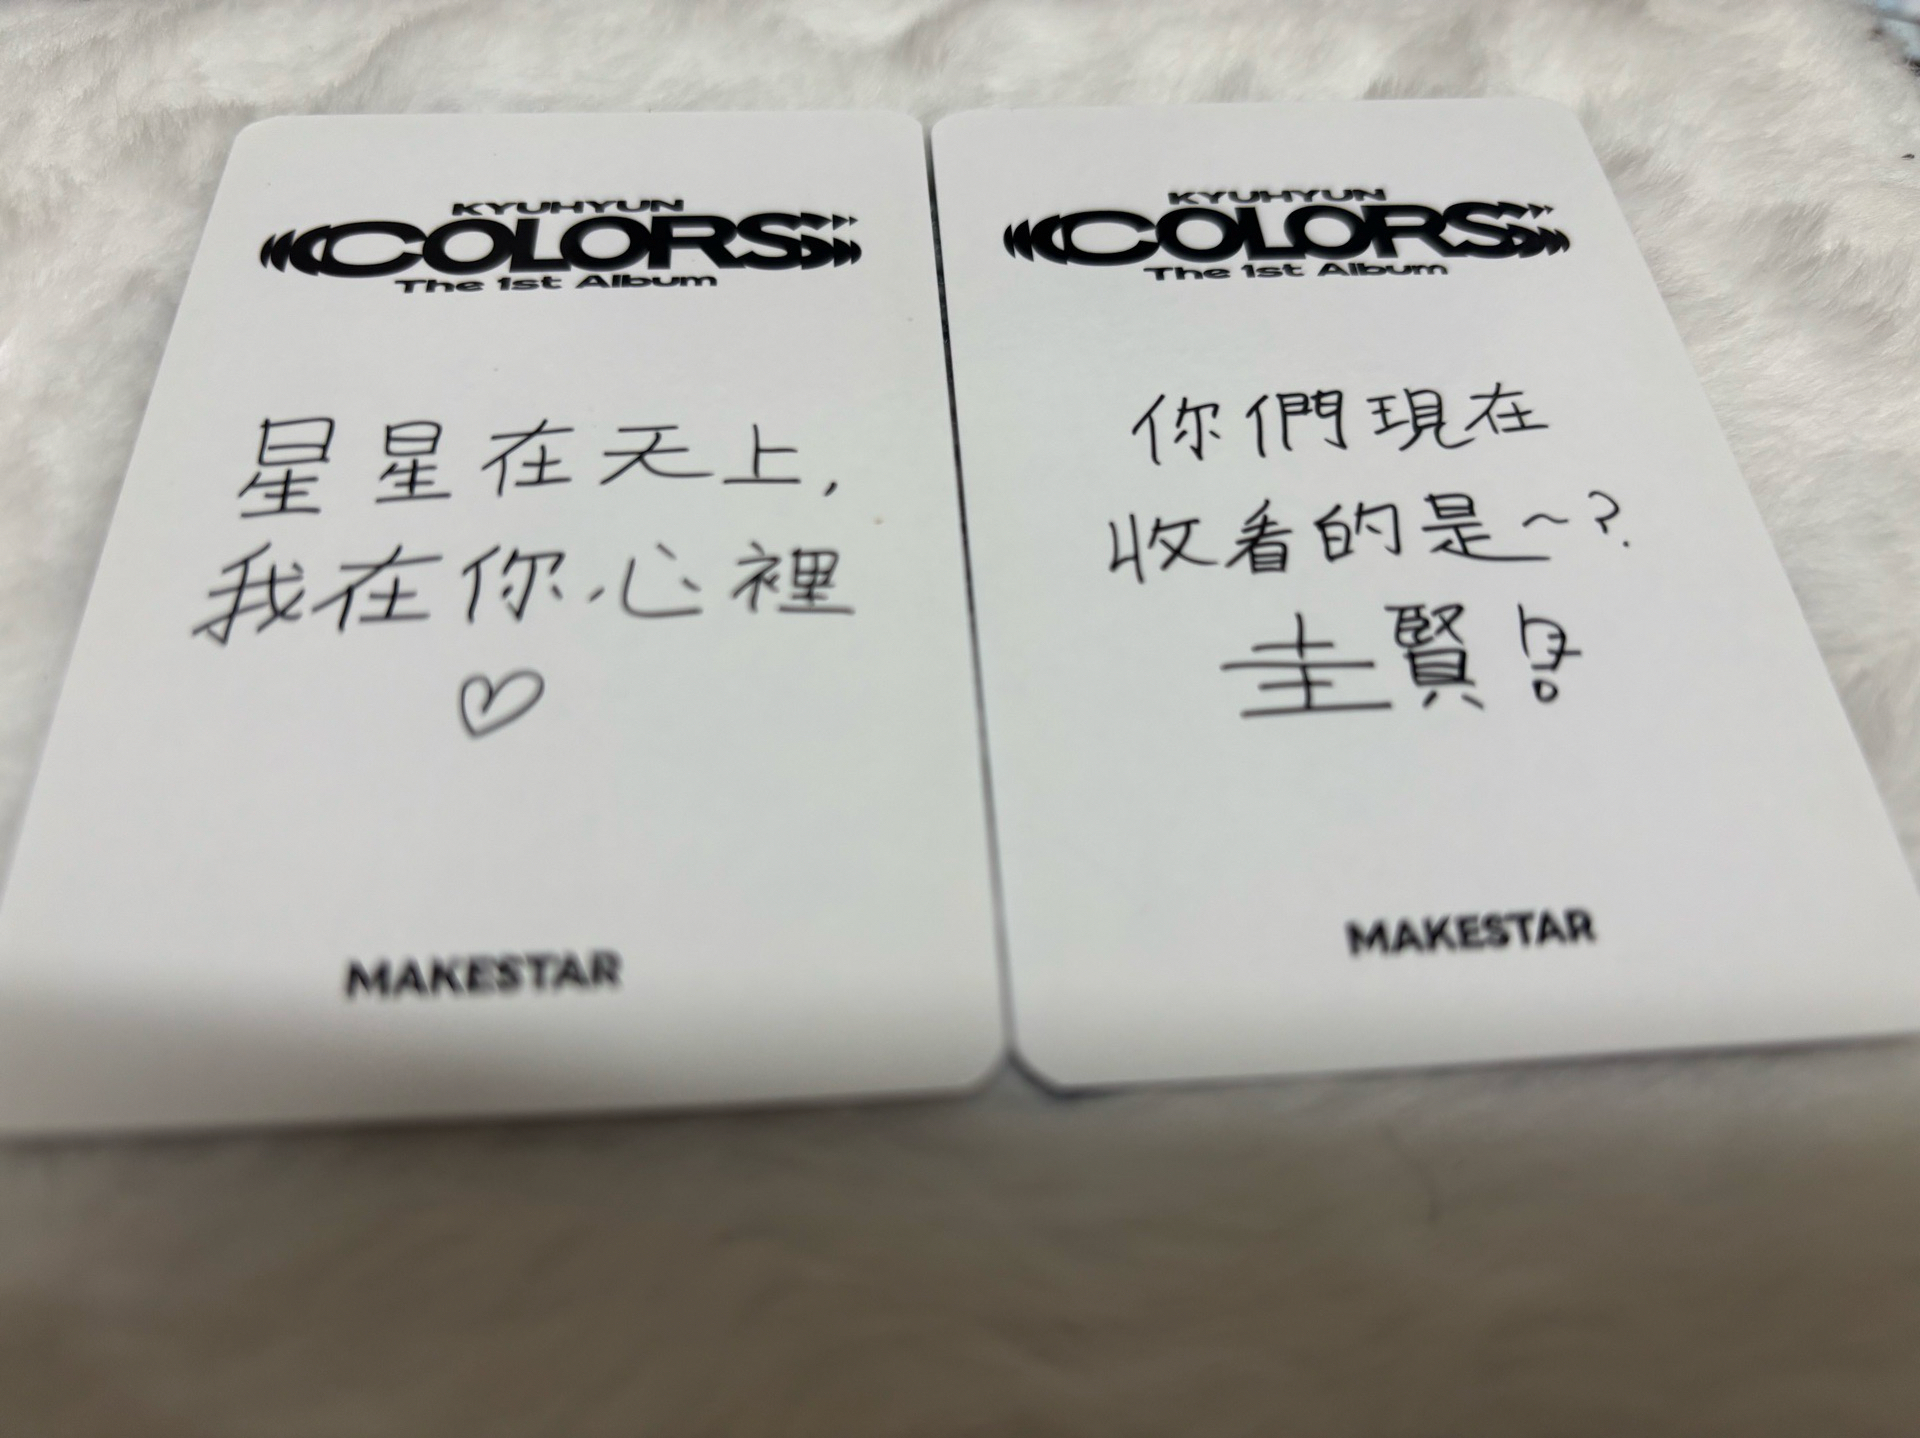 KYUHYUN
COLORS
The 1st Album
星星在天上,
我在你心裡
♡
MAKESTAR
KYUHYUN
COLORS
The 1st Album
你們現在
收看的是~?
圭賢
MAKESTAR